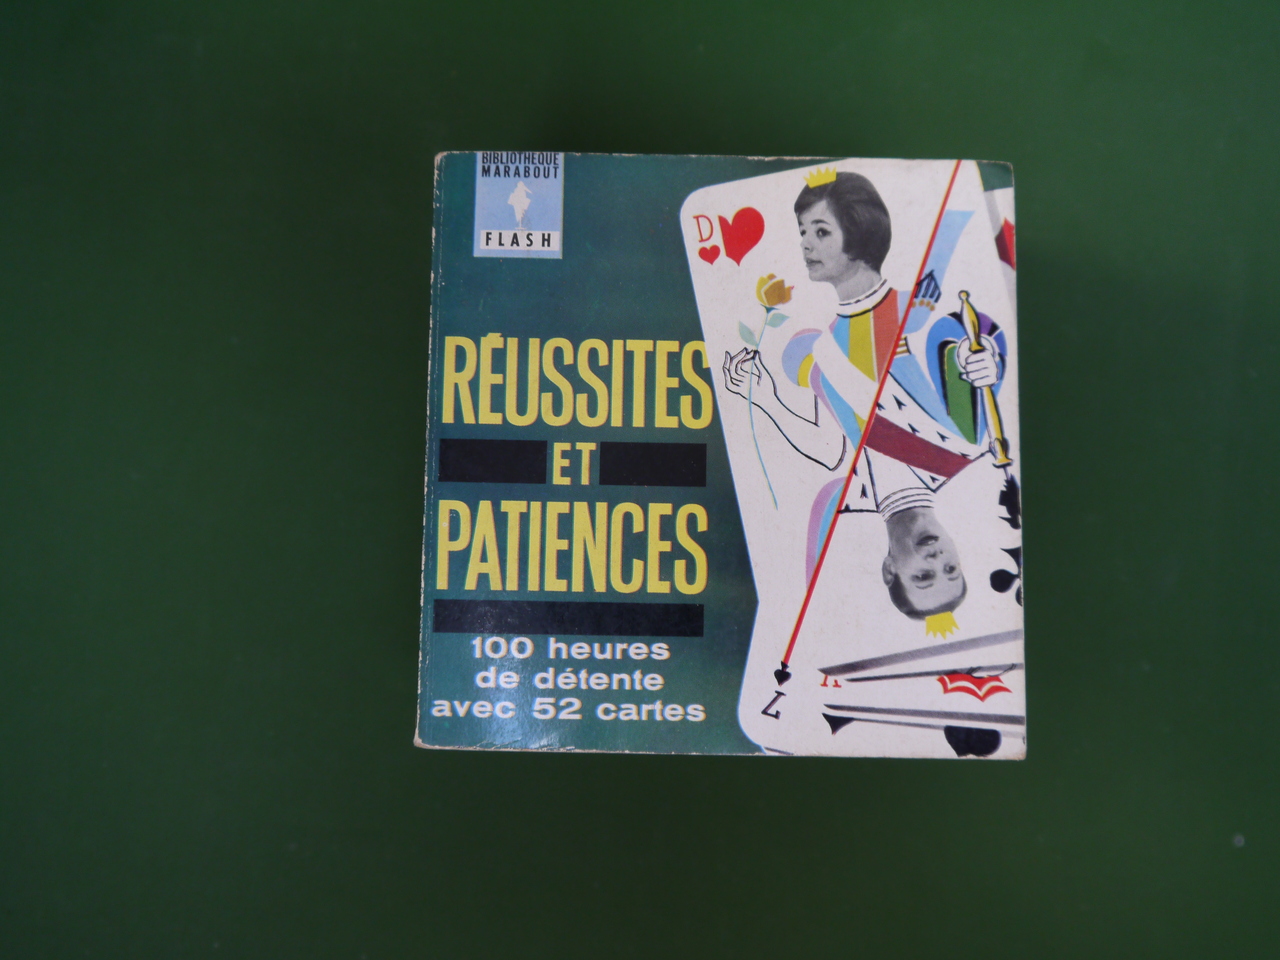 BIBLIOTHEQUE
MARABOUT
FLASH
D
RÉUSSITES
ET
PATIENCES
100 heures
de détente
avec 52 cartes